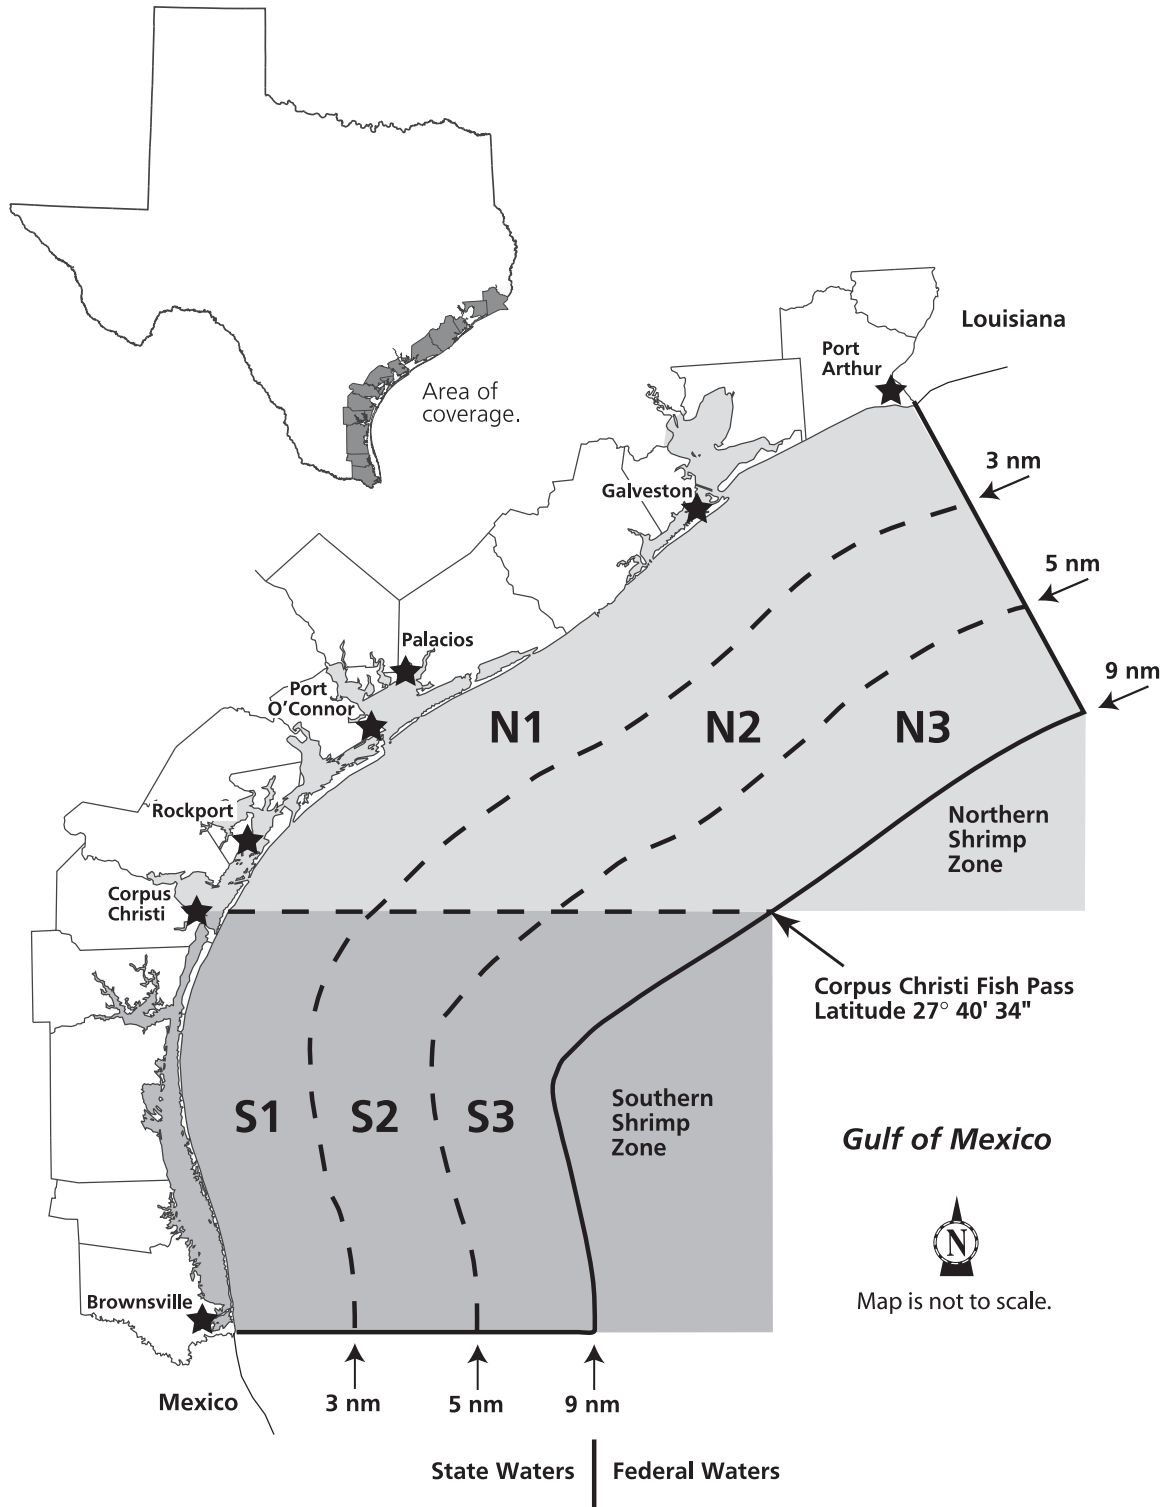 Area of
coverage.
Louisiana
Port
Arthur
3 nm
Galveston
5 nm
Palacios
9 nm
Port
O'Connor
N1
N2
N3
Rockport
Northern
Shrimp
Zone
Corpus
Christi
Corpus Christi Fish Pass
Latitude 27° 40' 34"
S1
S2
S3
Southern
Shrimp
Zone
Gulf of Mexico
N
Map is not to scale.
Brownsville
Mexico
3 nm
5 nm
9 nm
State Waters
Federal Waters